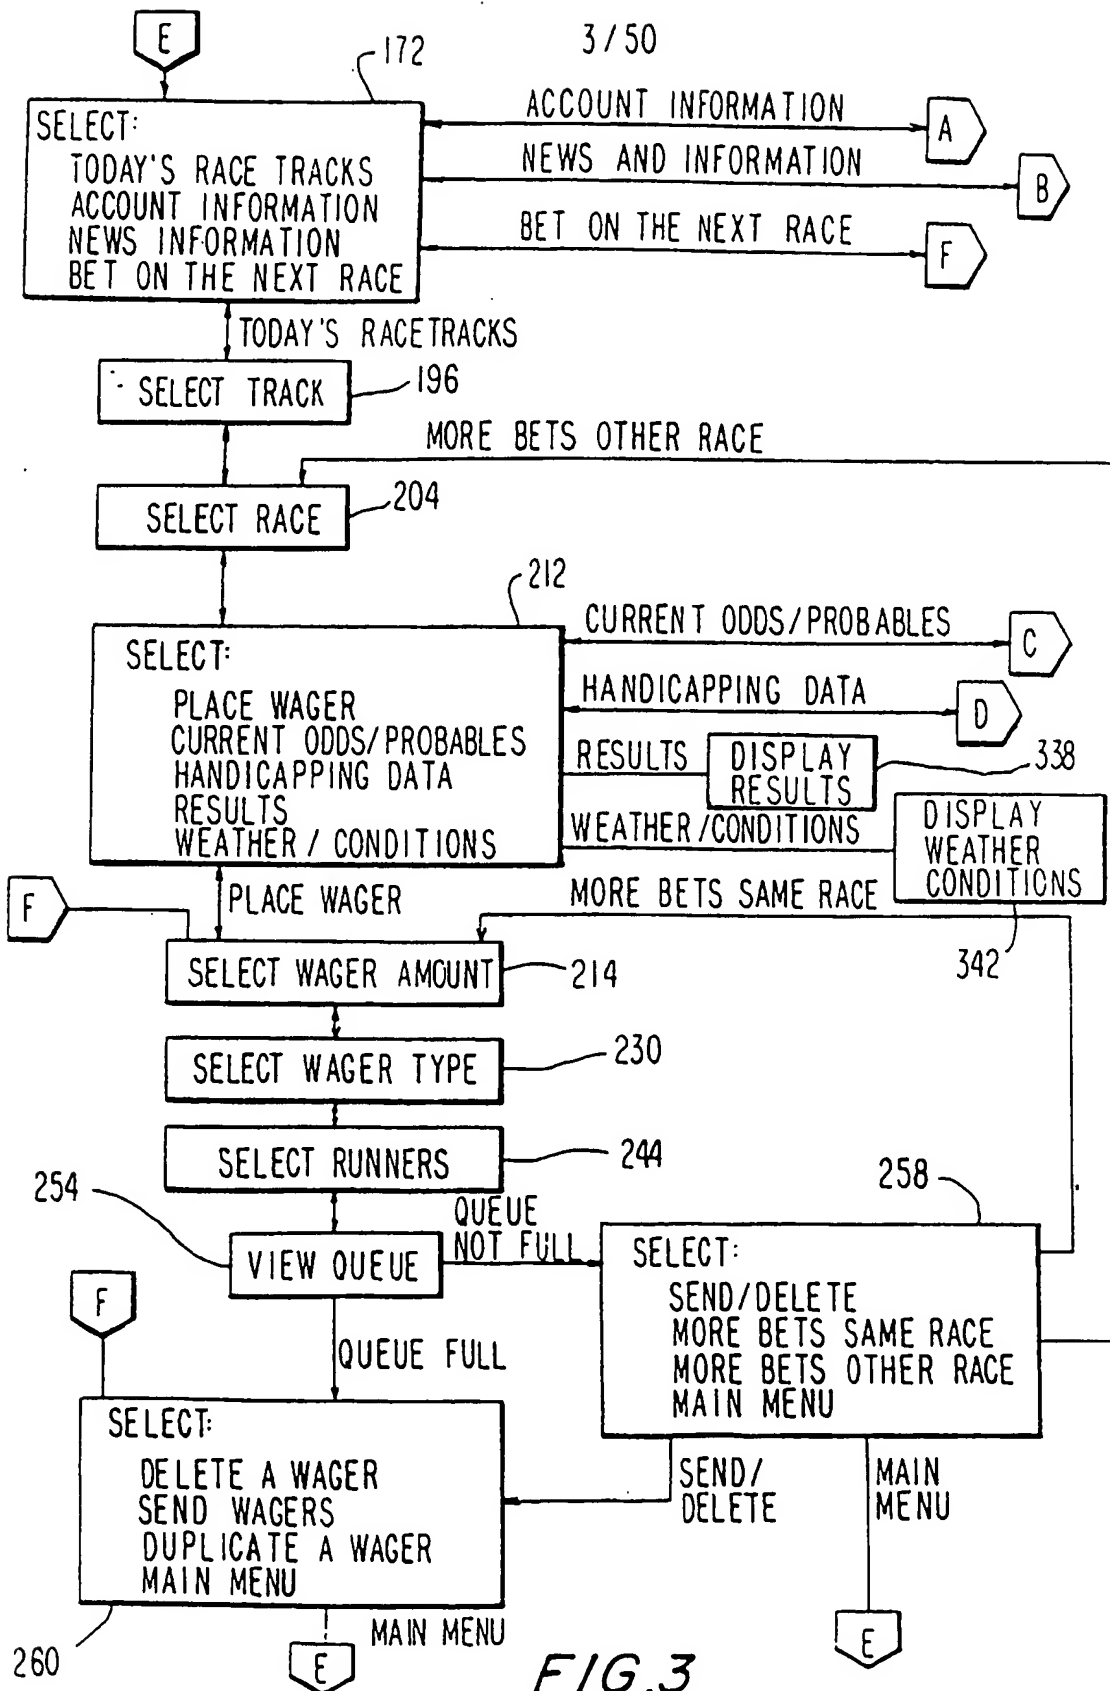 E
3/50
172
SELECT:
TODAY'S RACE TRACKS
ACCOUNT INFORMATION
NEWS INFORMATION
BET ON THE NEXT RACE
ACCOUNT INFORMATION
A
NEWS AND INFORMATION
B
BET ON THE NEXT RACE
F
TODAY'S RACETRACKS
SELECT TRACK
196
MORE BETS OTHER RACE
SELECT RACE
204
212
SELECT:
PLACE WAGER
CURRENT ODDS/PROBABLES
HANDICAPPING DATA
RESULTS
WEATHER/ CONDITIONS
CURRENT ODDS/PROBABLES
C
HANDICAPPING DATA
D
RESULTS
DISPLAY
RESULTS
338
WEATHER/CONDITIONS
DISPLAY
WEATHER
CONDITIONS
342
F
PLACE WAGER
MORE BETS SAME RACE
SELECT WAGER AMOUNT
214
SELECT WAGER TYPE
230
SELECT RUNNERS
244
254
VIEW QUEUE
QUEUE
NOT FULL
258
SELECT:
SEND/DELETE
MORE BETS SAME RACE
MORE BETS OTHER RACE
MAIN MENU
F
QUEUE FULL
SELECT:
DELETE A WAGER
SEND WAGERS
DUPLICATE A WAGER
MAIN MENU
SEND/
DELETE
MAIN
MENU
260
MAIN MENU
E
E
FIG.3